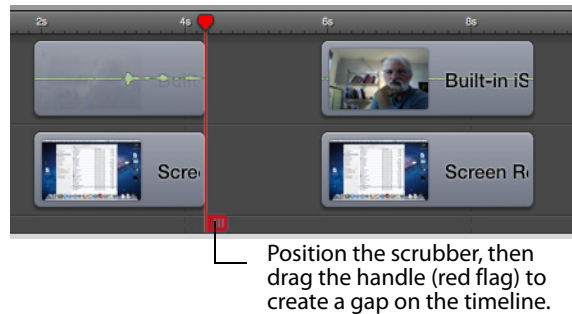 2s 4s 6s 8s
Built-in iS
Scre Screen R
Position the scrubber, then
drag the handle (red flag) to
create a gap on the timeline.